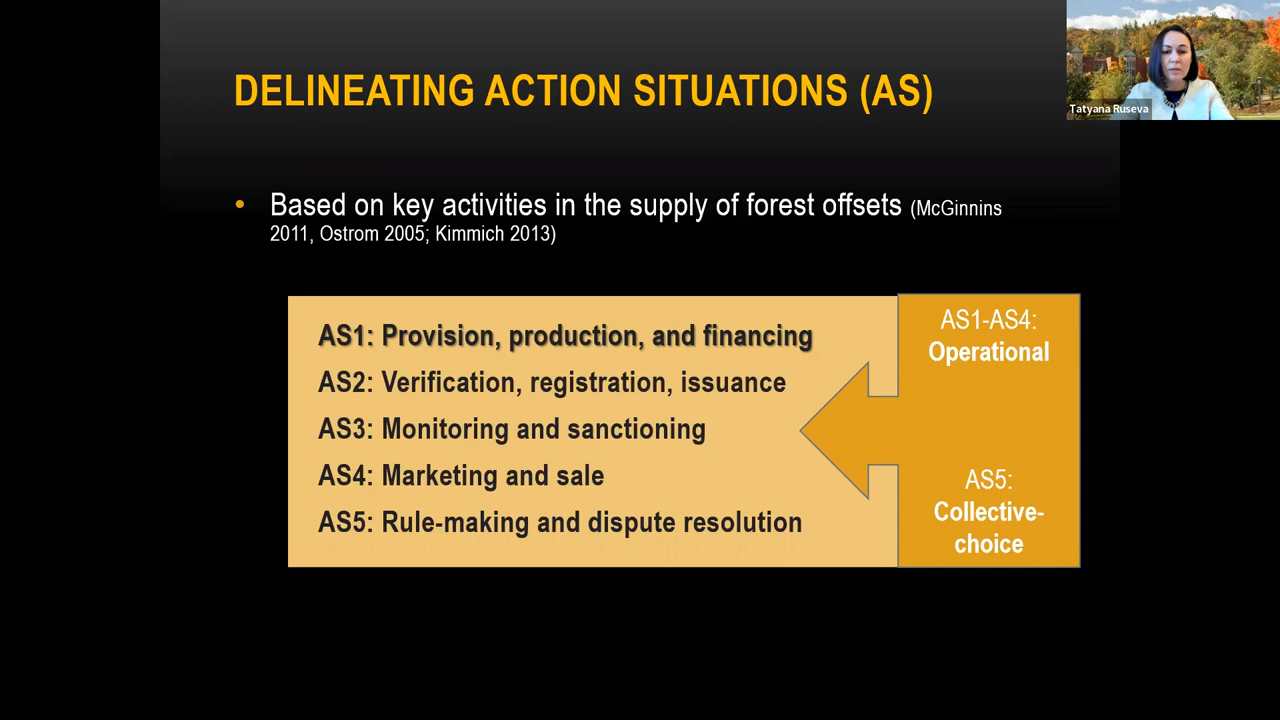 DELINEATING ACTION SITUATIONS (AS)
Tatyana Ruseva
• Based on key activities in the supply of forest offsets (McGinnins
2011, Ostrom 2005; Kimmich 2013)
AS1: Provision, production, and financing
AS2: Verification, registration, issuance
AS3: Monitoring and sanctioning
AS4: Marketing and sale
AS5: Rule-making and dispute resolution
AS1-AS4:
Operational
AS5:
Collective-
choice